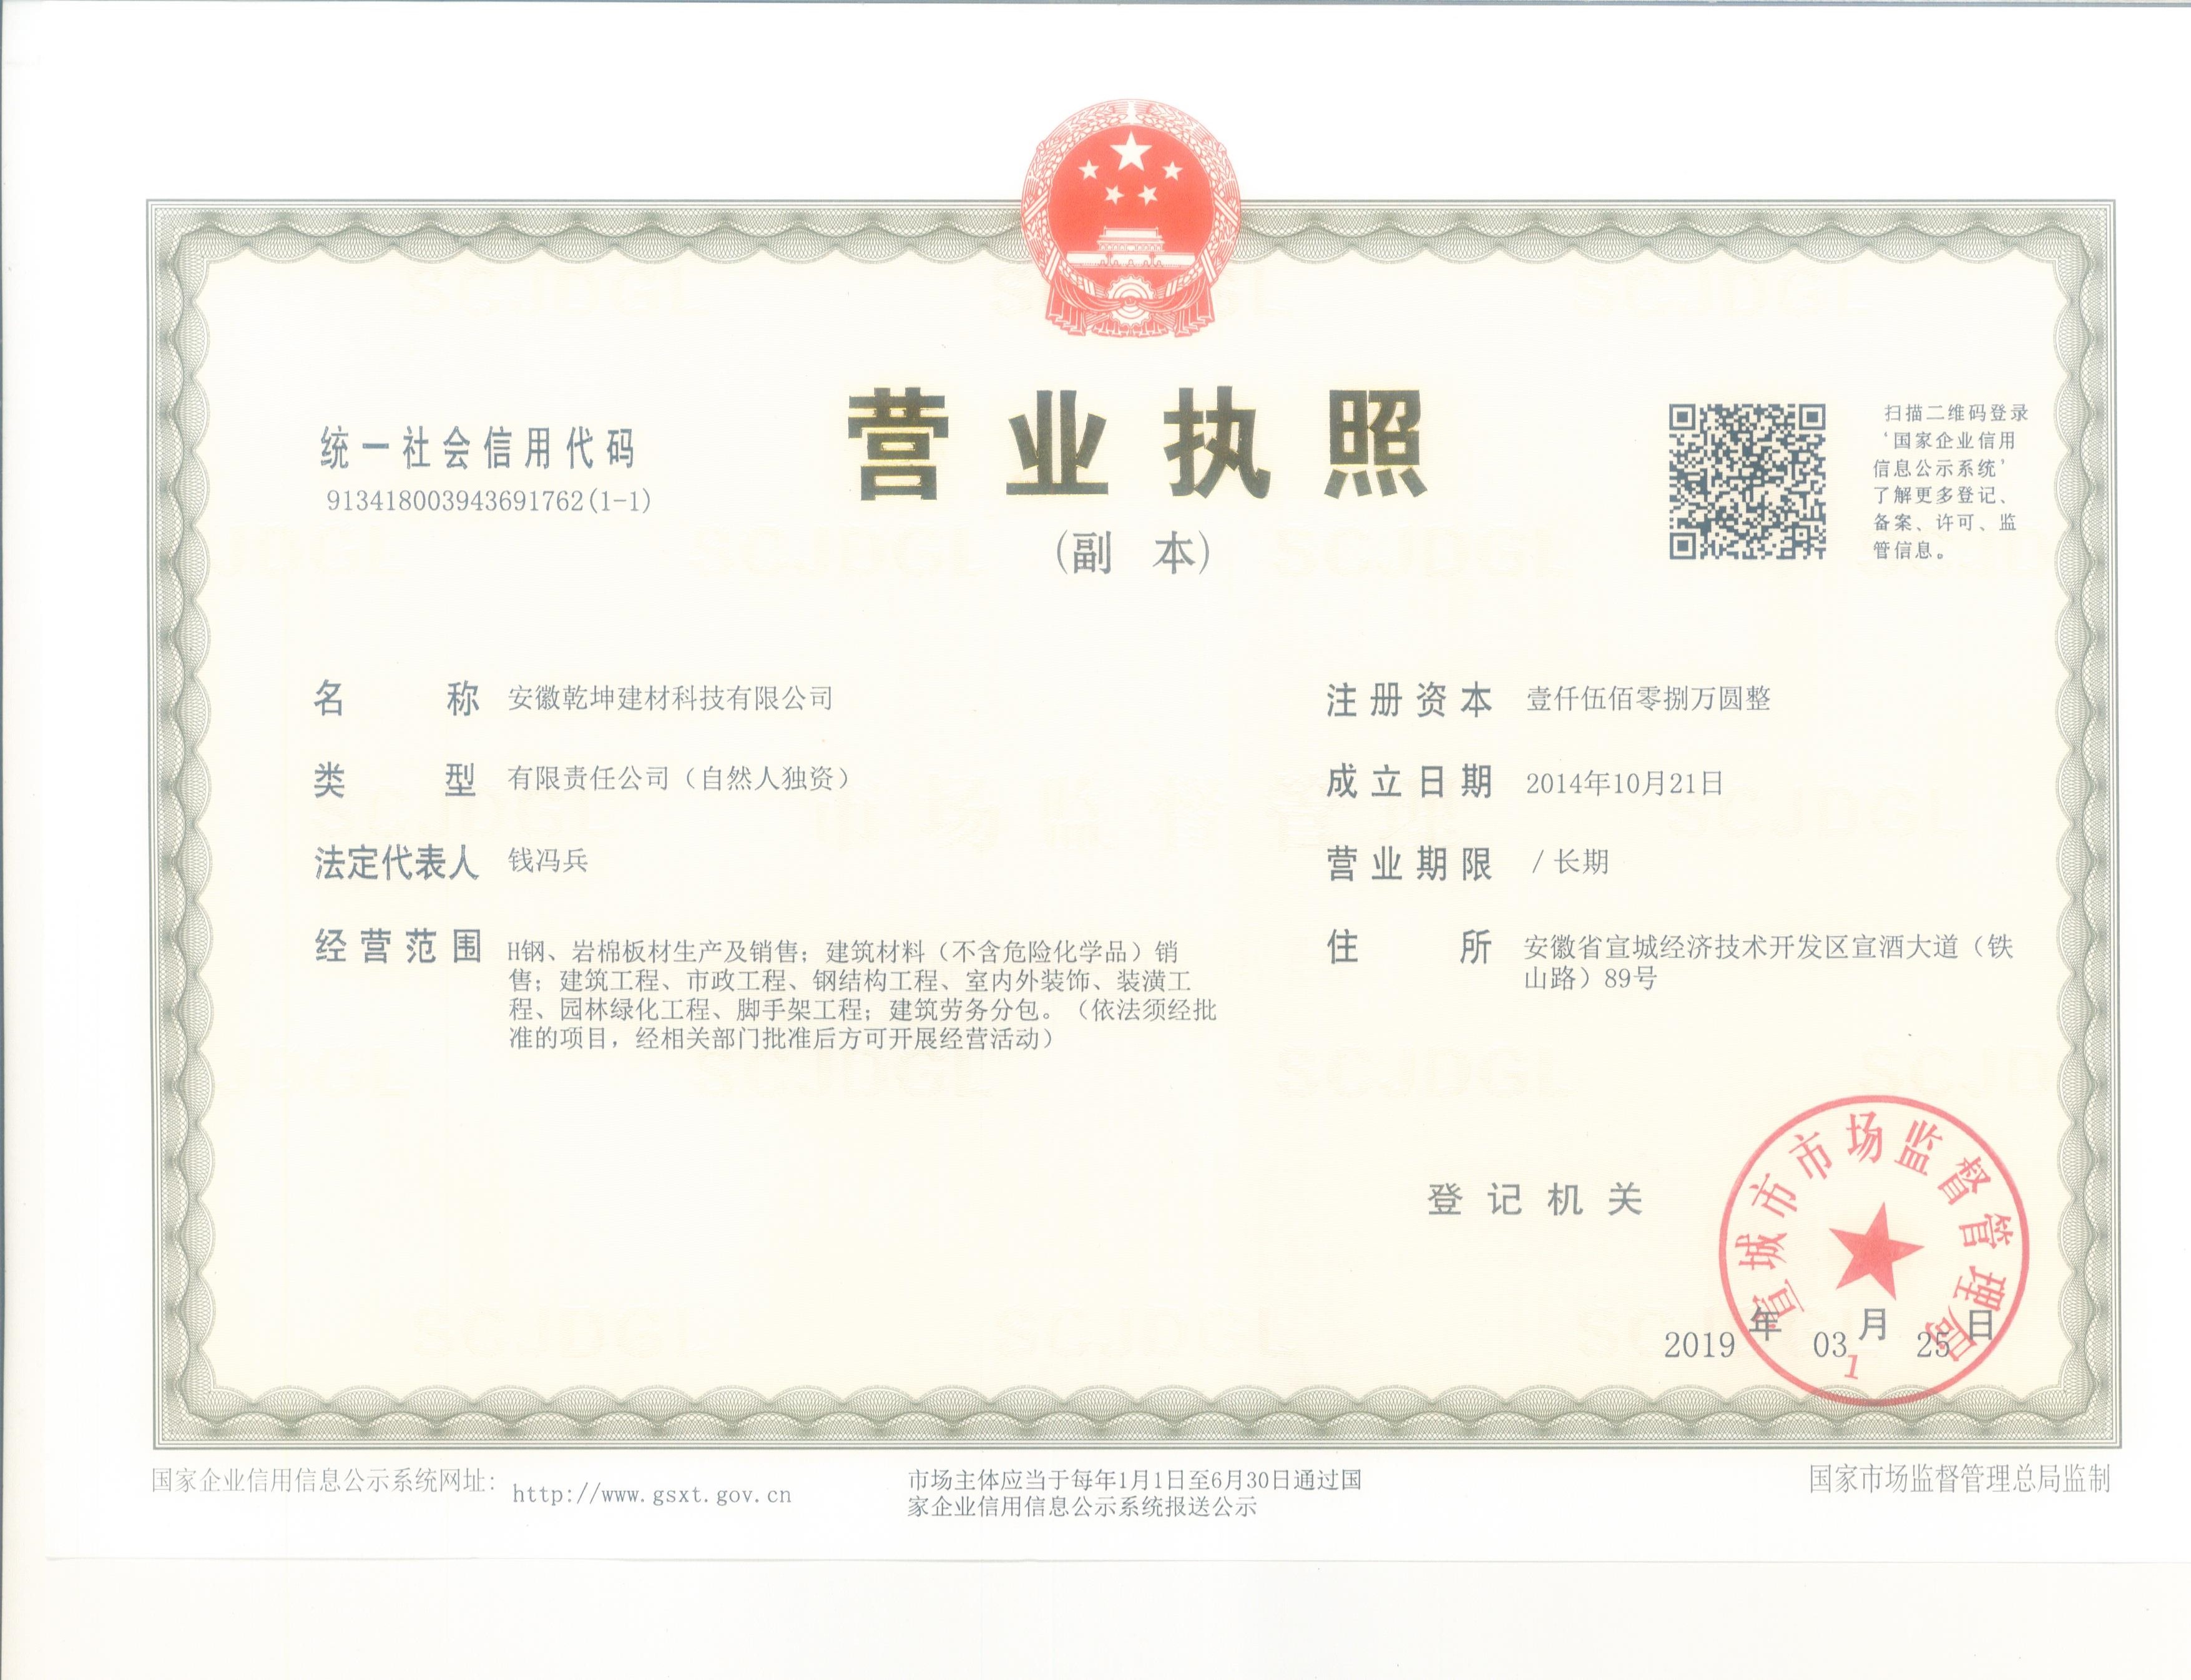 营业执照
(副 本)
统一社会信用代码
913418003943691762(1-1)
扫描二维码登录
‘国家企业信用
信息公示系统’
了解更多登记、
备案、许可、监
管信息。
名称 安徽乾坤建材科技有限公司
类型 有限责任公司（自然人独资）
法定代表人 钱冯兵
经营范围 H钢、岩棉板材生产及销售；建筑材料（不含危险化学品）销
售；建筑工程、市政工程、钢结构工程、室内外装饰、装潢工
程、园林绿化工程、脚手架工程；建筑劳务分包。（依法须经批
准的项目，经相关部门批准后方可开展经营活动）
注册资本 壹仟伍佰零捌万圆整
成立日期 2014年10月21日
营业期限 / 长期
住所 安徽省宣城经济技术开发区宣酒大道（铁
山路）89号
登记机关
宣城市市场监督管理局
1
2019 年 03 月 25 日
国家企业信用信息公示系统网址: http://www.gsxt.gov.cn
市场主体应当于每年1月1日至6月30日通过国
家企业信用信息公示系统报送公示
国家市场监督管理总局监制